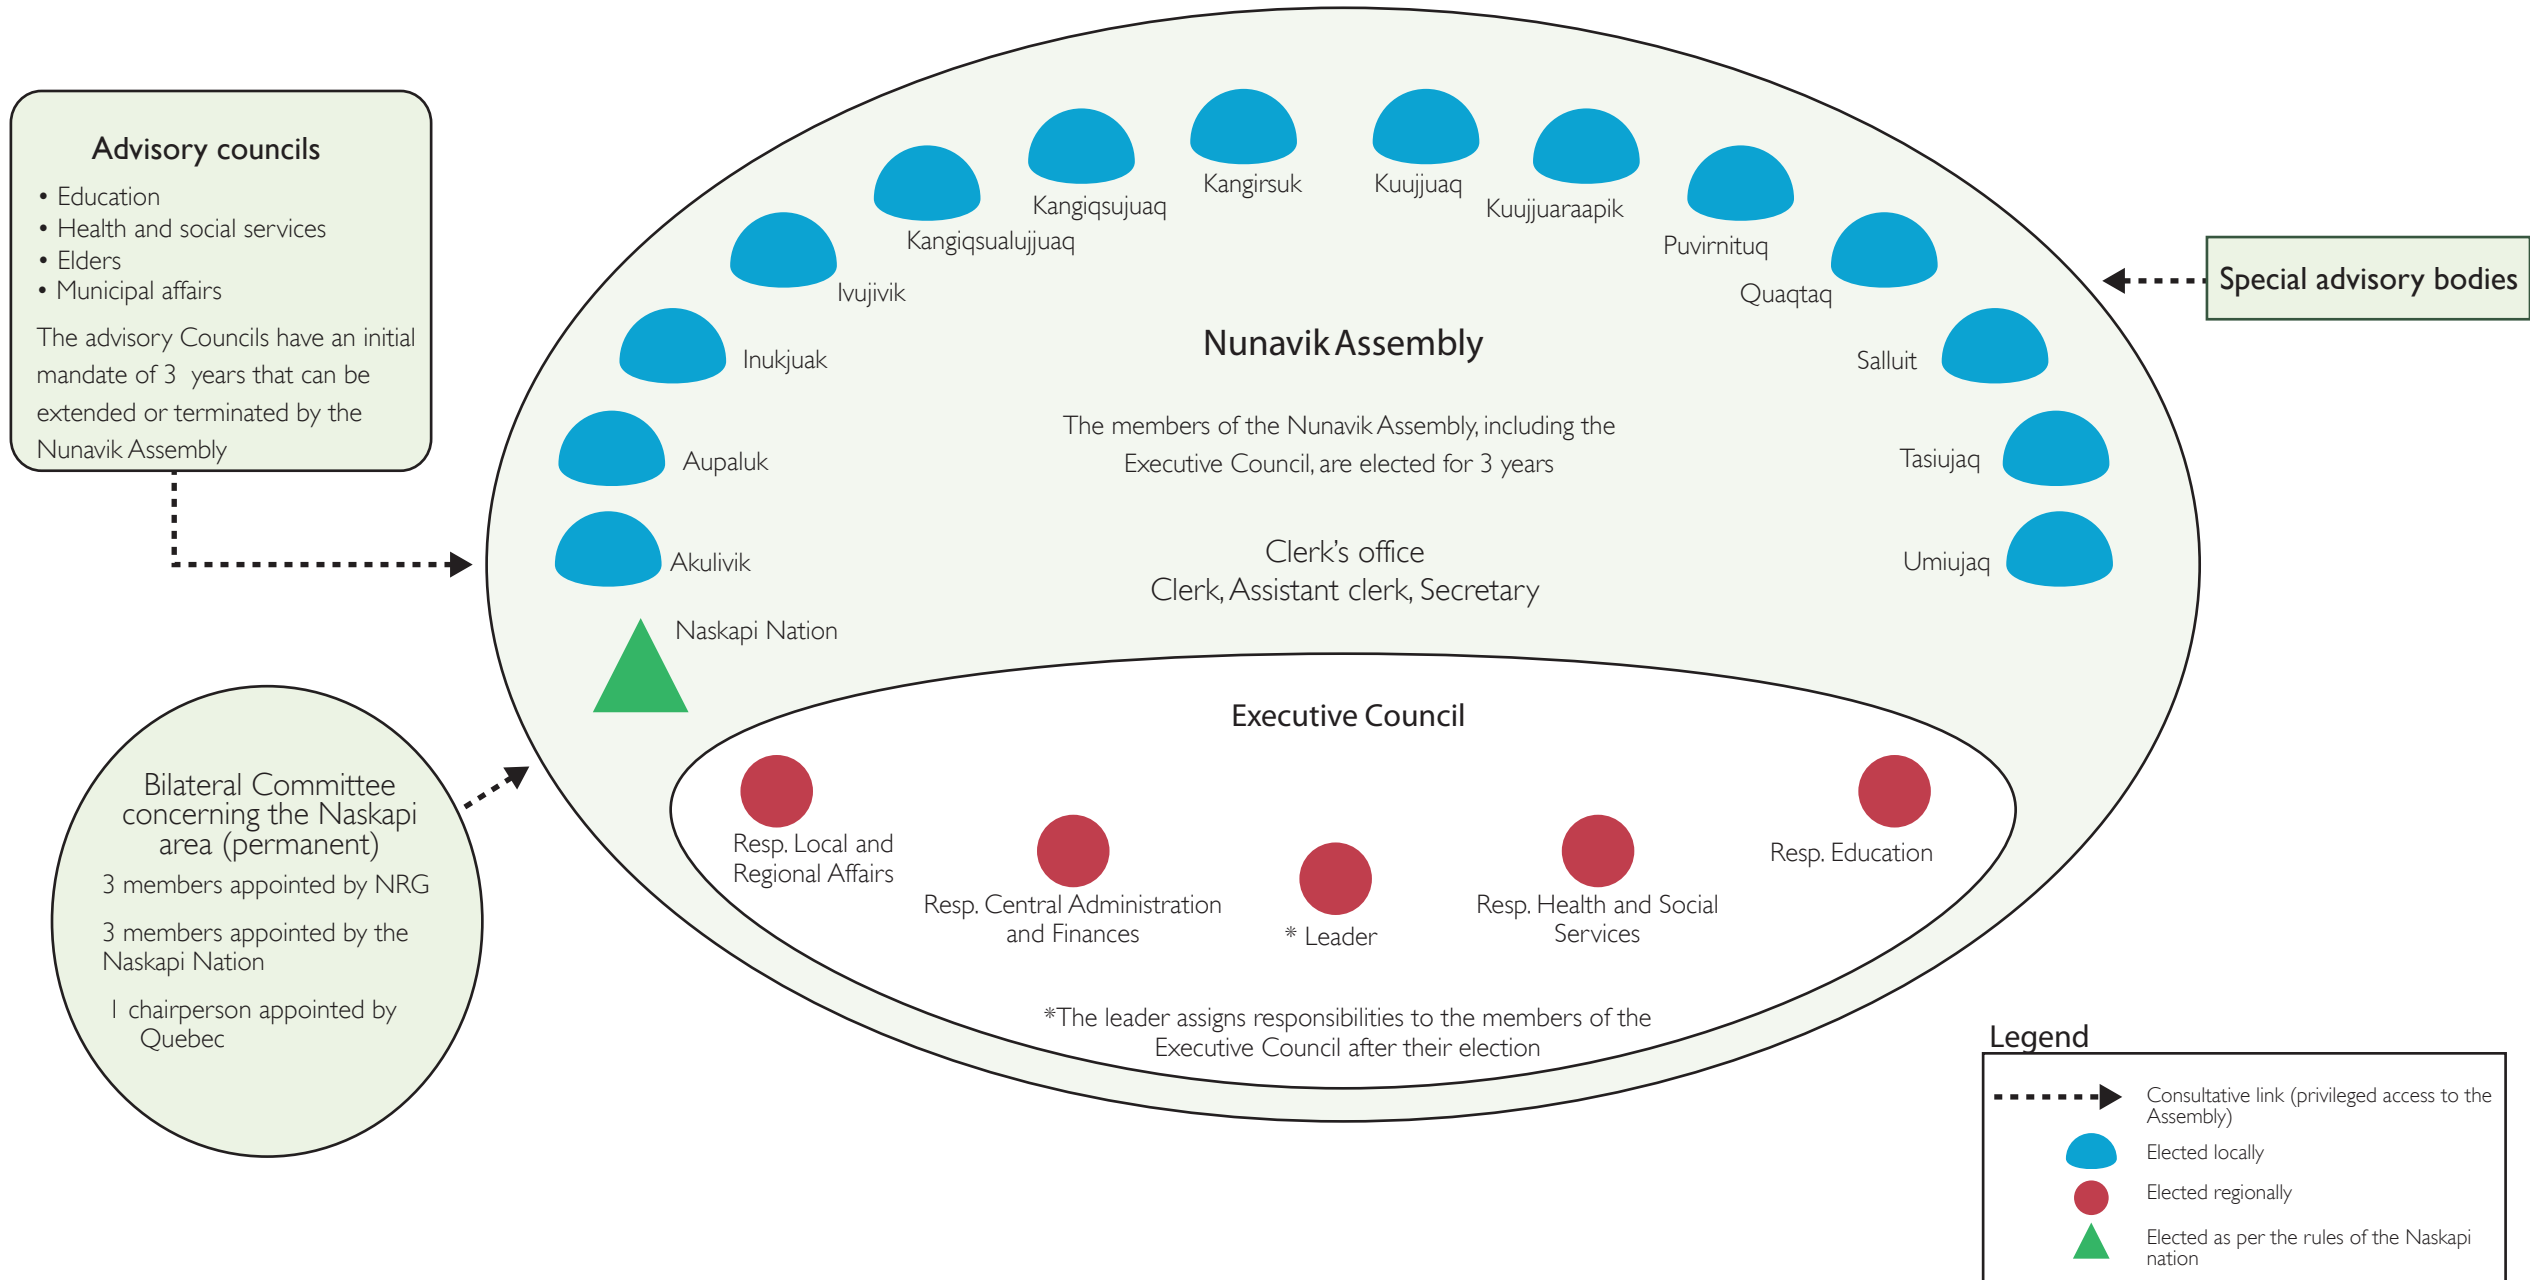 Advisory councils
• Education
• Health and social services
• Elders
• Municipal affairs
The advisory Councils have an initial
mandate of 3 years that can be
extended or terminated by the
Nunavik Assembly
Kangirsuk
Kuujjuaq
Kangiqsujuaq
Kuujjuaraapik
Kangiqsualujjuaq
Puvirnituq
Ivujivik
Quaqtaq
Inukjuak
Salluit
Aupaluk
Tasiujaq
Akulivik
Umiujaq
Naskapi Nation
Nunavik Assembly
The members of the Nunavik Assembly, including the
Executive Council, are elected for 3 years
Clerk's office
Clerk, Assistant clerk, Secretary
Special advisory bodies
Bilateral Committee
concerning the Naskapi
area (permanent)
3 members appointed by NRG
3 members appointed by the
Naskapi Nation
1 chairperson appointed by
Quebec
Executive Council
Resp. Local and
Regional Affairs
Resp. Central Administration
and Finances
* Leader
Resp. Health and Social
Services
Resp. Education
*The leader assigns responsibilities to the members of the
Executive Council after their election
Legend
Consultative link (privileged access to the
Assembly)
Elected locally
Elected regionally
Elected as per the rules of the Naskapi
nation